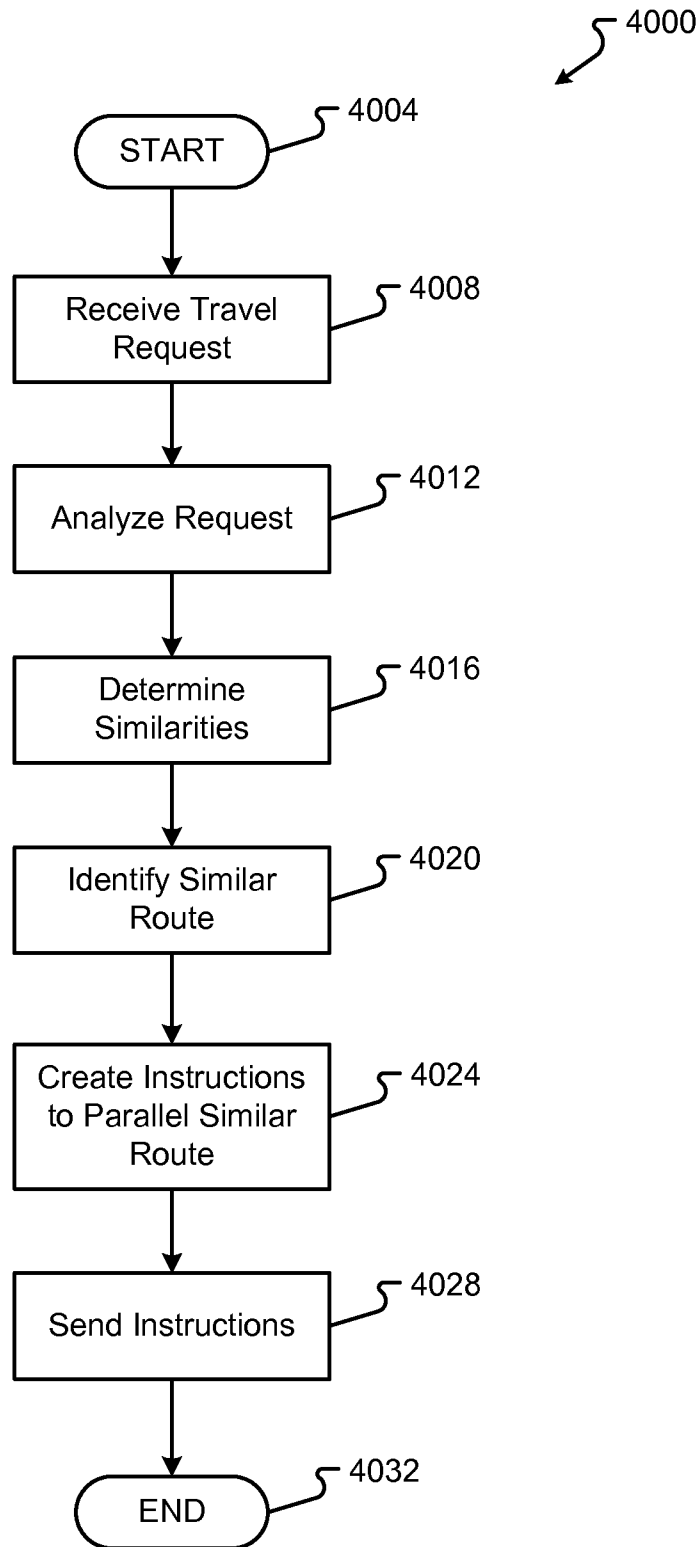 4000
START
4004
Receive Travel
Request
4008
Analyze Request
4012
Determine
Similarities
4016
Identify Similar
Route
4020
Create Instructions
to Parallel Similar
Route
4024
Send Instructions
4028
END
4032